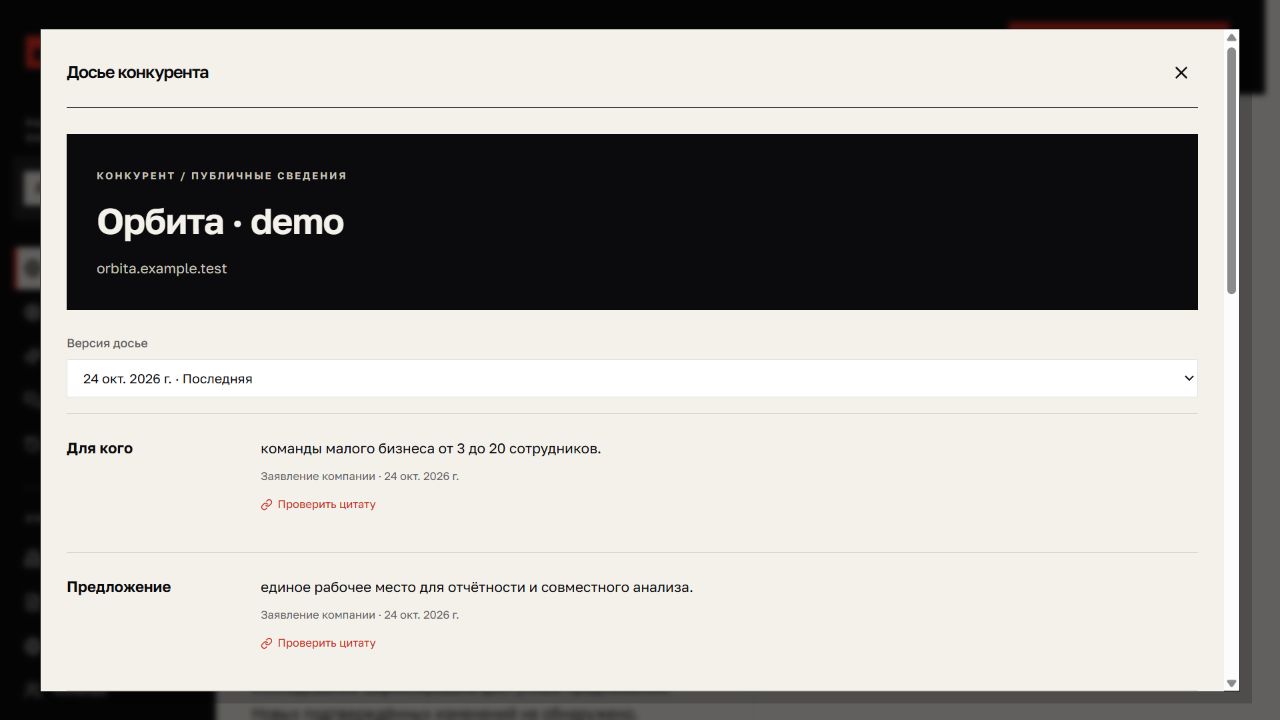 Досье конкурента
КОНКУРЕНТ / ПУБЛИЧНЫЕ СВЕДЕНИЯ
Орбита · demo
orbita.example.test
Версия досье
24 окт. 2026 г. · Последняя
Для кого
команды малого бизнеса от 3 до 20 сотрудников.
Заявление компании · 24 окт. 2026 г.
Проверить цитату
Предложение
единое рабочее место для отчётности и совместного анализа.
Заявление компании · 24 окт. 2026 г.
Проверить цитату